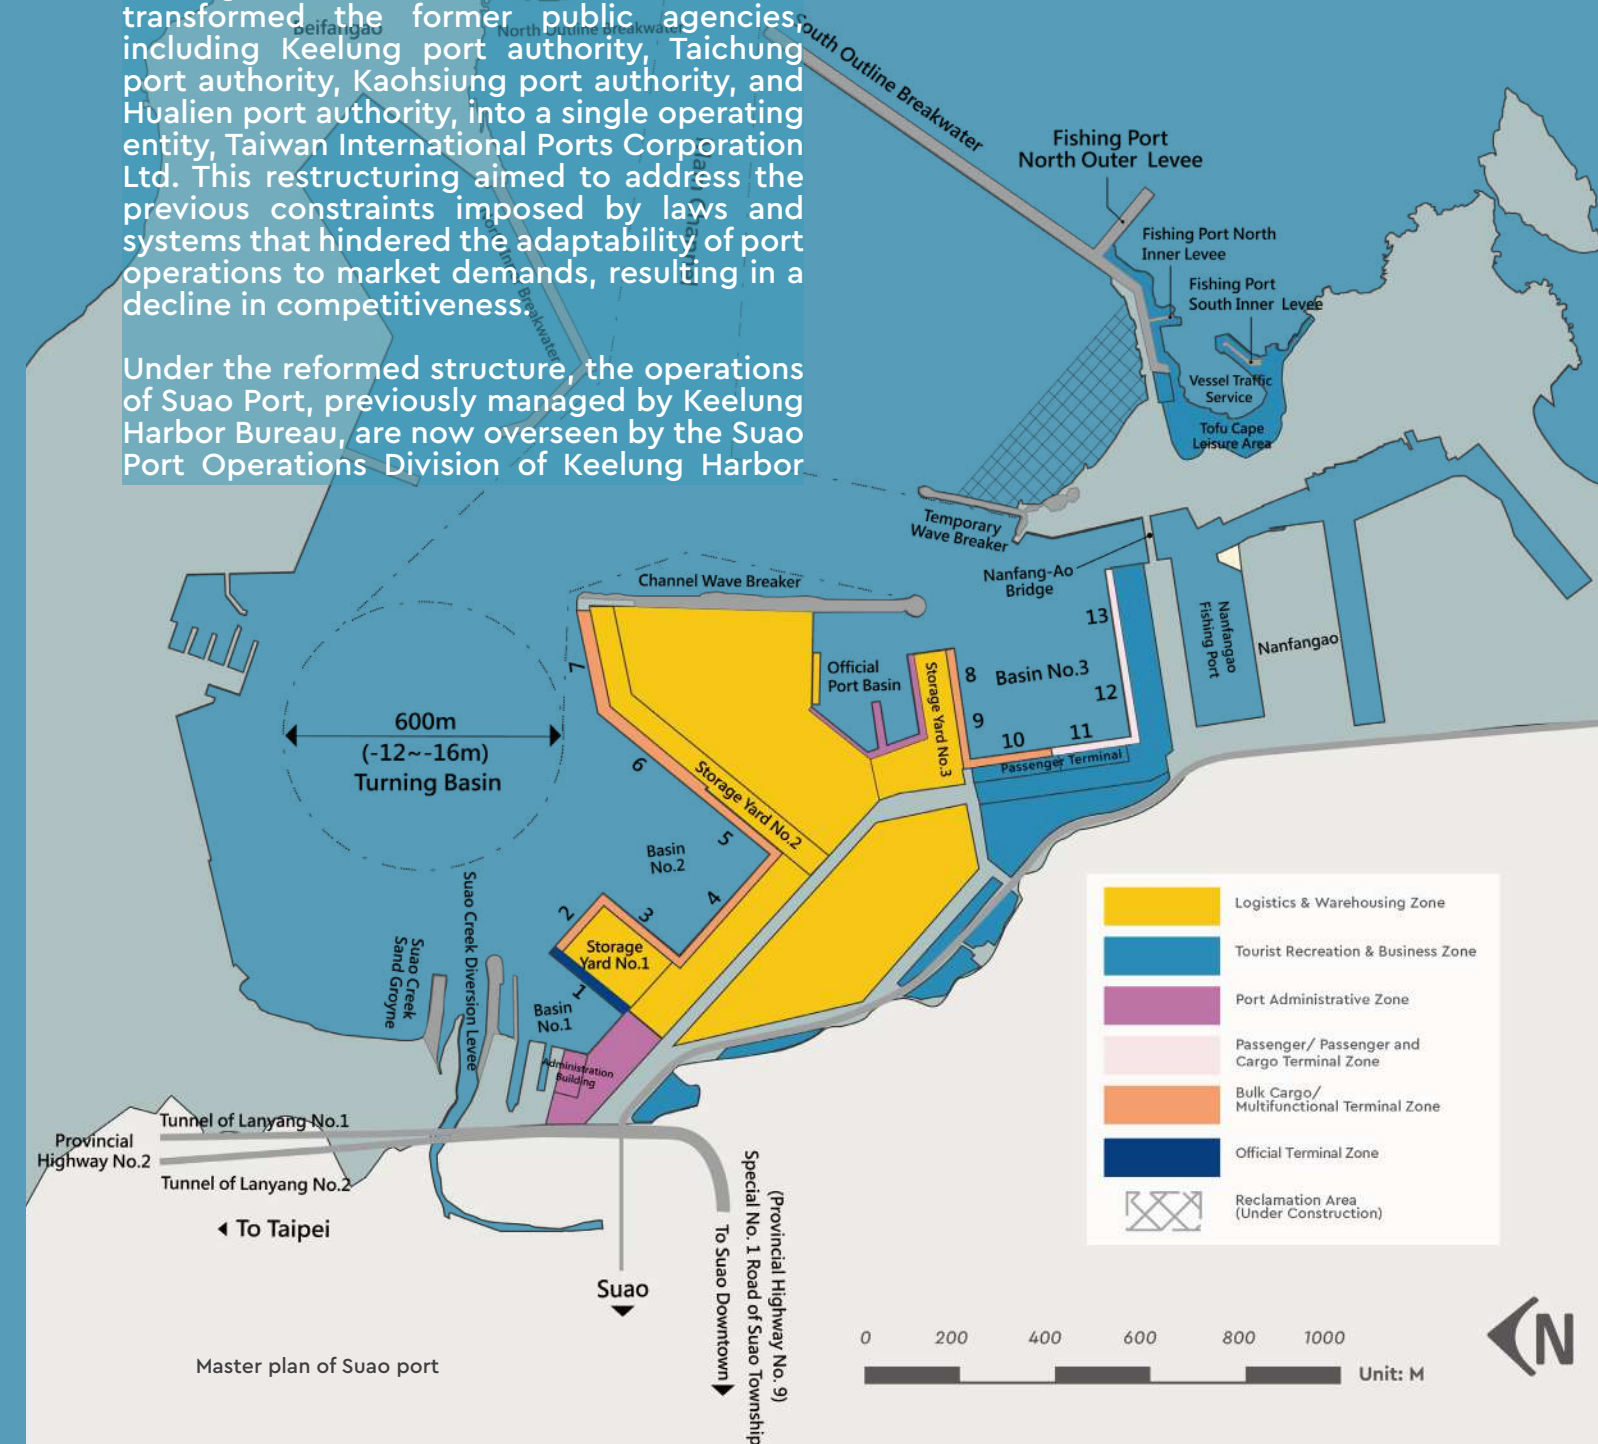 transformed the former public agencies,
including Keelung port authority, Taichung
port authority, Kaohsiung port authority, and
Hualien port authority, into a single operating
entity, Taiwan International Ports Corporation
Ltd. This restructuring aimed to address the
previous constraints imposed by laws and
systems that hindered the adaptability of port
operations to market demands, resulting in a
decline in competitiveness.
Under the reformed structure, the operations
of Suao Port, previously managed by Keelung
Harbor Bureau, are now overseen by the Suao
Port Operations Division of Keelung Harbor
Beifangao
North Outline Breakwater
South Outline Breakwater
Main Channel
Breakwater
Fishing Port
North Outer Levee
Fishing Port North
Inner Levee
Fishing Port
South Inner Levee
Vessel Traffic
Service
Tofu Cape
Leisure Area
Temporary
Wave Breaker
Nanfang-Ao
Bridge
Channel Wave Breaker
Nanfangao
Fishing Port
Nanfangao
13
12
11
10
9
8
Basin No.3
Passenger Terminal
Official
Port Basin
Storage Yard No.3
7
6
5
4
3
2
1
Storage Yard No.2
Basin
No.2
600m
(-12~-16m)
Turning Basin
Storage
Yard No.1
Basin
No.1
Suao Creek
Sand Groyne
Suao Creek Diversion Levee
Administration
Building
Tunnel of Lanyang No.1
Provincial
Highway No.2
Tunnel of Lanyang No.2
To Taipei
Suao
To Suao Downtown
Special No. 1 Road of Suao Township
(Provincial Highway No. 9)
Logistics & Warehousing Zone
Tourist Recreation & Business Zone
Port Administrative Zone
Passenger/ Passenger and
Cargo Terminal Zone
Bulk Cargo/
Multifunctional Terminal Zone
Official Terminal Zone
Reclamation Area
(Under Construction)
0 200 400 600 800 1000
Unit: M
N
Master plan of Suao port